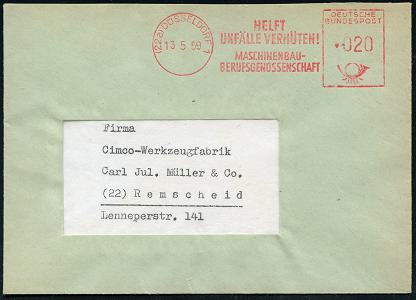 (22a) DÜSSELDORF 1
13.5.59
HELFT
UNFÄLLE VERHÜTEN!
MASCHINENBAU-
BERUFSGENOSSENSCHAFT
DEUTSCHE
BUNDESPOST
020
Firma
Cimco-Werkzeugfabrik
Carl Jul. Müller & Co.
(22) Remscheid
Lenneperstr. 141